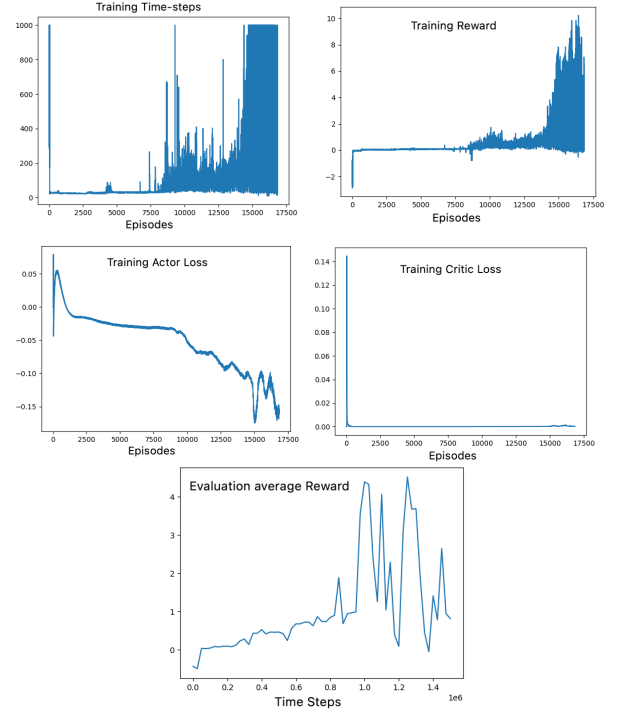 Training Time-steps
1000
800
600
400
200
0
0 2500 5000 7500 10000 12500 15000 17500
Episodes
Training Reward
10
8
6
4
2
0
−2
0 2500 5000 7500 10000 12500 15000 17500
Episodes
Training Actor Loss
0.05
0.00
−0.05
−0.10
−0.15
0 2500 5000 7500 10000 12500 15000 17500
Episodes
Training Critic Loss
0.14
0.12
0.10
0.08
0.06
0.04
0.02
0.00
0 2500 5000 7500 10000 12500 15000 17500
Episodes
Evaluation average Reward
4
3
2
1
0
0.0 0.2 0.4 0.6 0.8 1.0 1.2 1.4
1e6
Time Steps